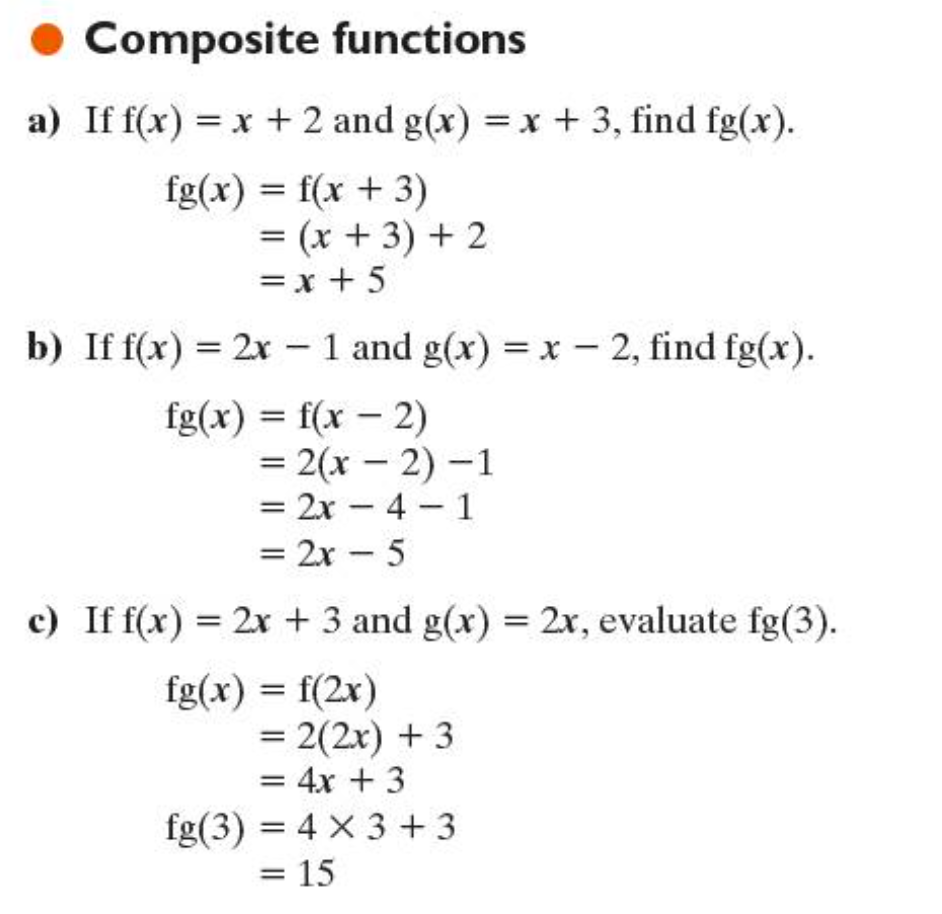 Composite functions
a) If f(x) = x + 2 and g(x) = x + 3, find fg(x).
fg(x) = f(x + 3)
= (x + 3) + 2
= x + 5
b) If f(x) = 2x − 1 and g(x) = x − 2, find fg(x).
fg(x) = f(x − 2)
= 2(x − 2) −1
= 2x − 4 − 1
= 2x − 5
c) If f(x) = 2x + 3 and g(x) = 2x, evaluate fg(3).
fg(x) = f(2x)
= 2(2x) + 3
= 4x + 3
fg(3) = 4 × 3 + 3
= 15